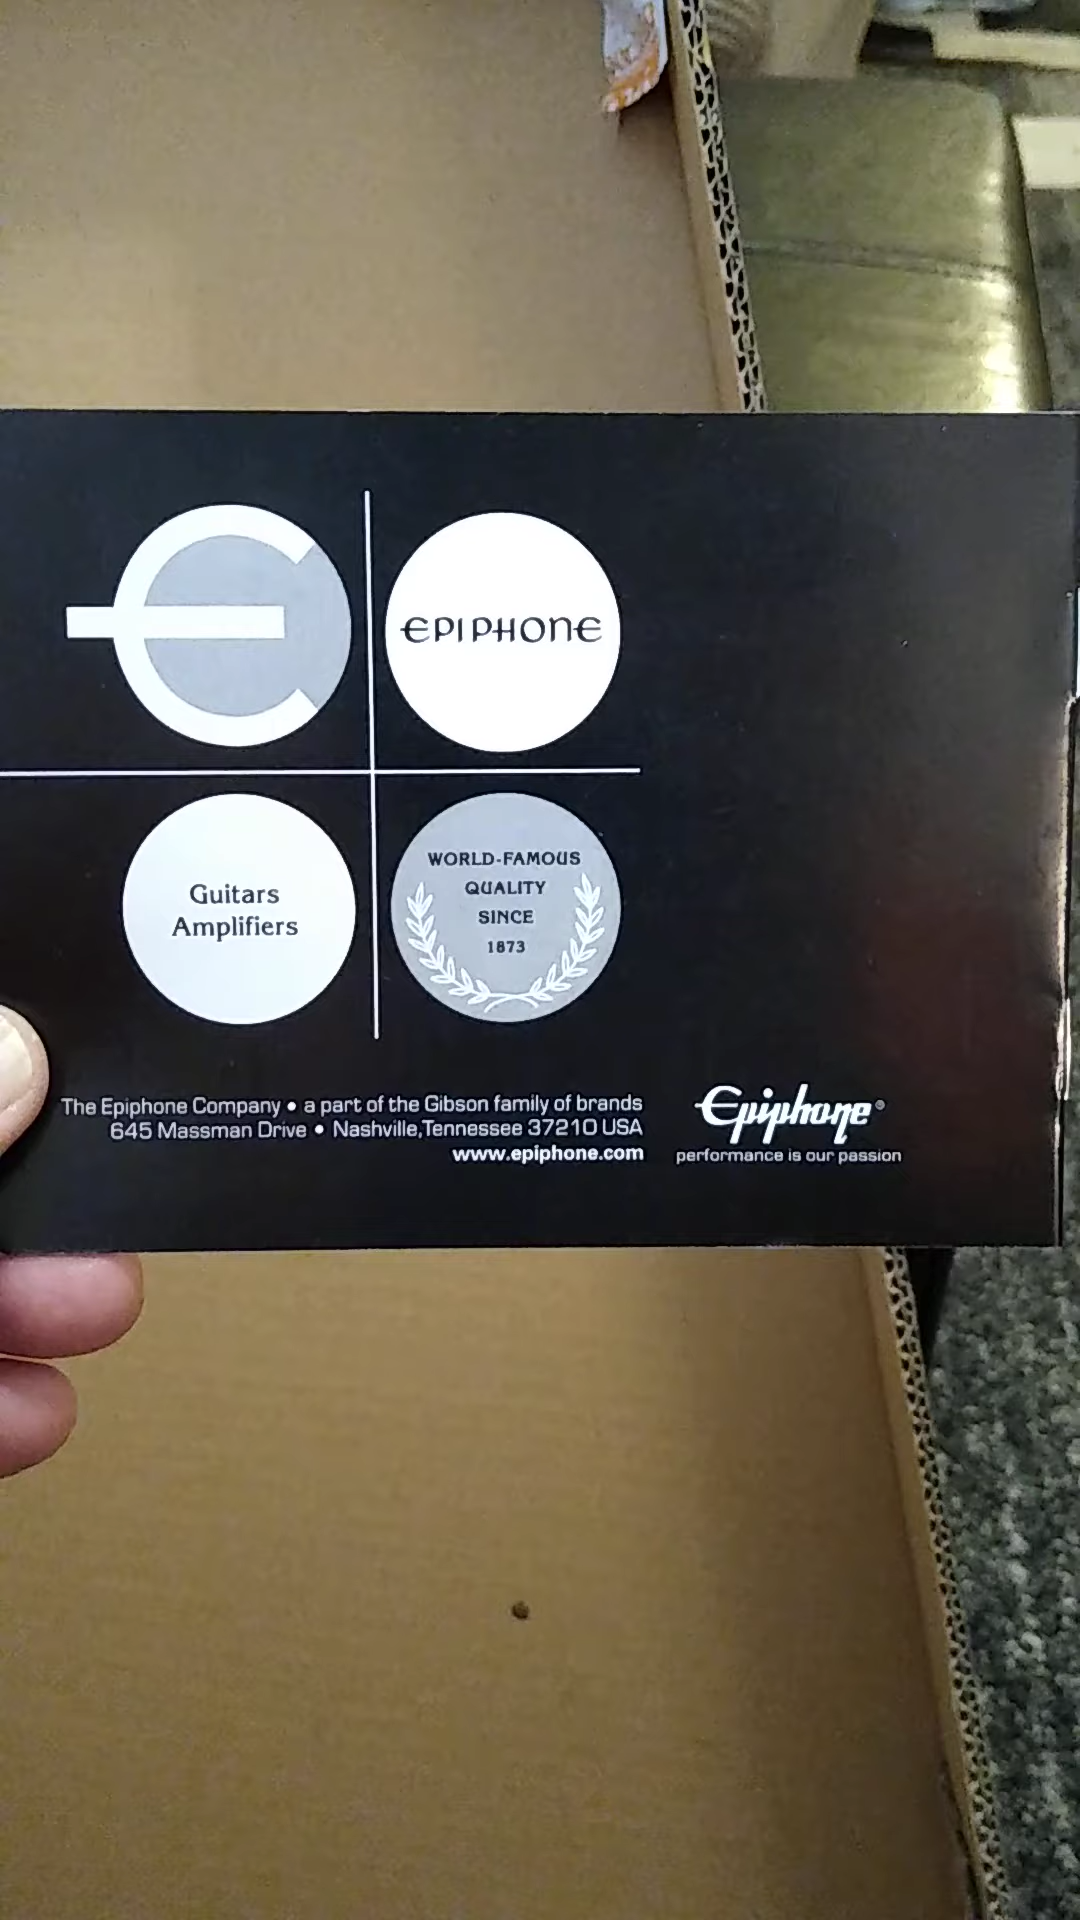 EPIPHONE
Guitars
Amplifiers
WORLD-FAMOUS
QUALITY
SINCE
1873
The Epiphone Company • a part of the Gibson family of brands
645 Massman Drive • Nashville, Tennessee 37210 USA
www.epiphone.com
Epiphone®
performance is our passion